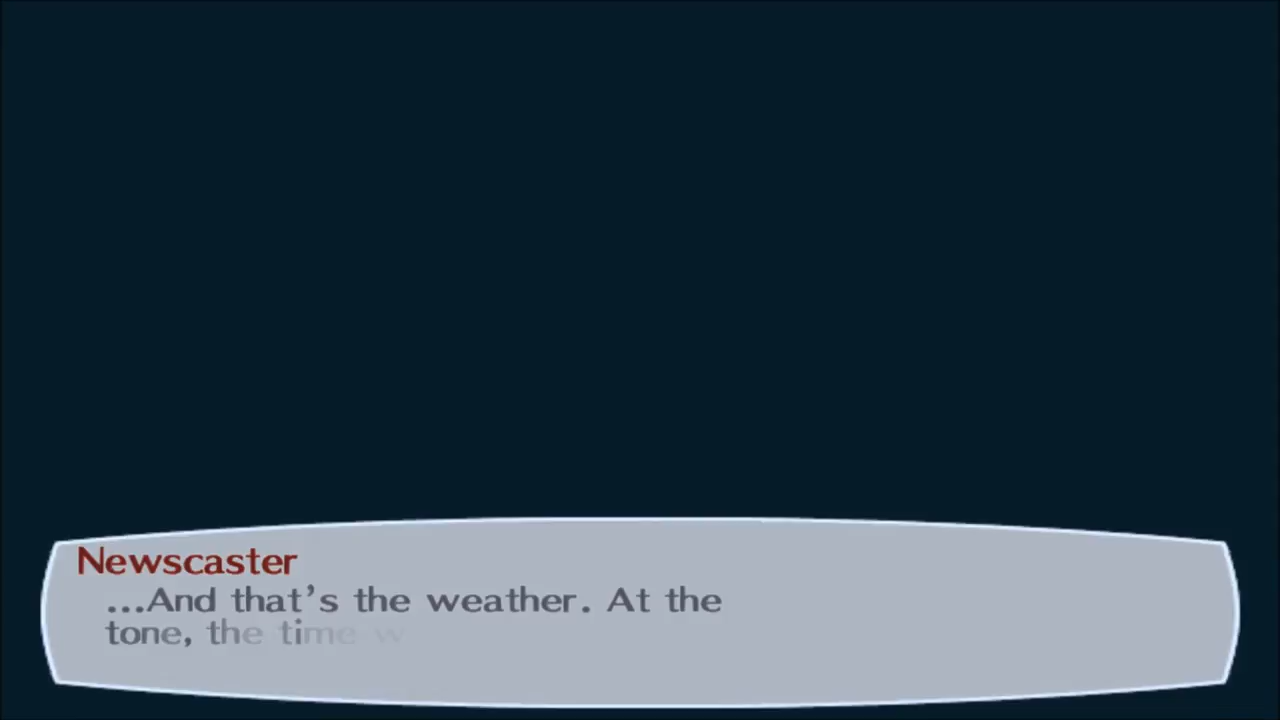 Newscaster
...And that's the weather. At the
tone, the time w